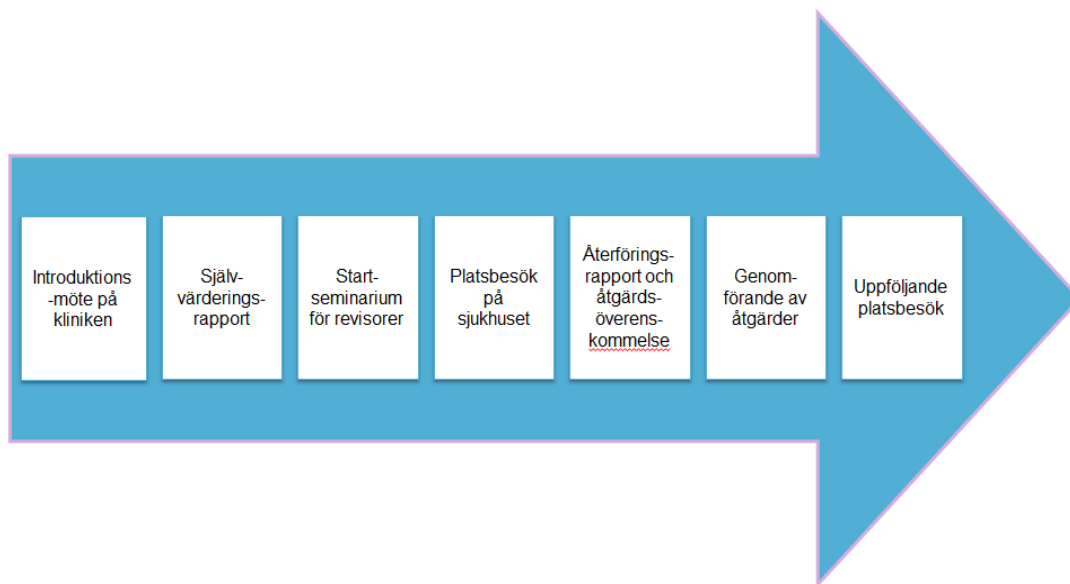 Introduktions
-möte på
kliniken
Själv-
värderings-
rapport
Start-
seminarium
för revisorer
Platsbesök
på
sjukhuset
Återförings-
rapport och
åtgärds-
överens-
kommelse
Genom-
förande av
åtgärder
Uppföljande
platsbesök